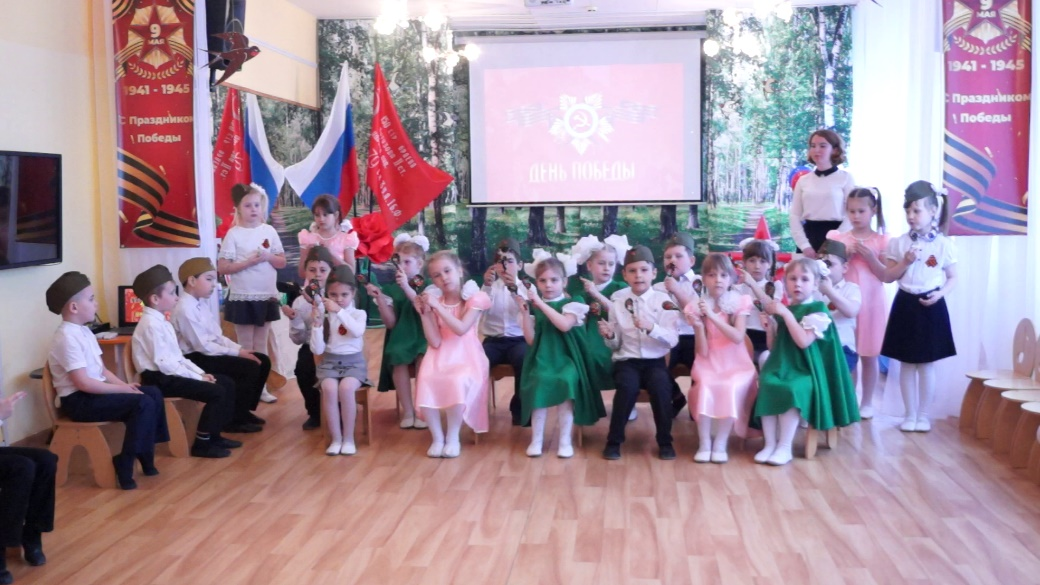 9
МАЯ
1941 - 1945
С Праздником
Победы
ДЕНЬ ПОБЕДЫ
9
МАЯ
1941 - 1945
С Праздником
Победы